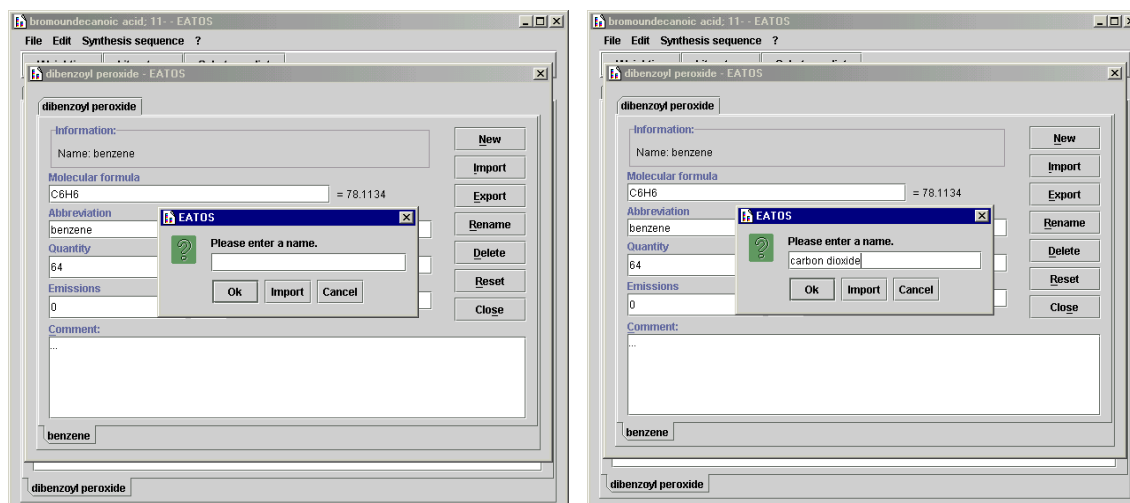 bromoundecanoic acid; 11- - EATOS
File Edit Synthesis sequence ?
dibenzoyl peroxide - EATOS
dibenzoyl peroxide
Information:
Name: benzene
New
Import
Molecular formula
C6H6 = 78.1134
Export
Abbreviation
benzene
Rename
Quantity
64
Delete
Emissions
0
Reset
Close
EATOS
Please enter a name.
Ok Import Cancel
Comment:
...
benzene
dibenzoyl peroxide
bromoundecanoic acid; 11- - EATOS
File Edit Synthesis sequence ?
dibenzoyl peroxide - EATOS
dibenzoyl peroxide
Information:
Name: benzene
New
Import
Molecular formula
C6H6 = 78.1134
Export
Abbreviation
benzene
Rename
Quantity
64
Delete
Emissions
0
Reset
Close
EATOS
Please enter a name.
carbon dioxide
Ok Import Cancel
Comment:
...
benzene
dibenzoyl peroxide